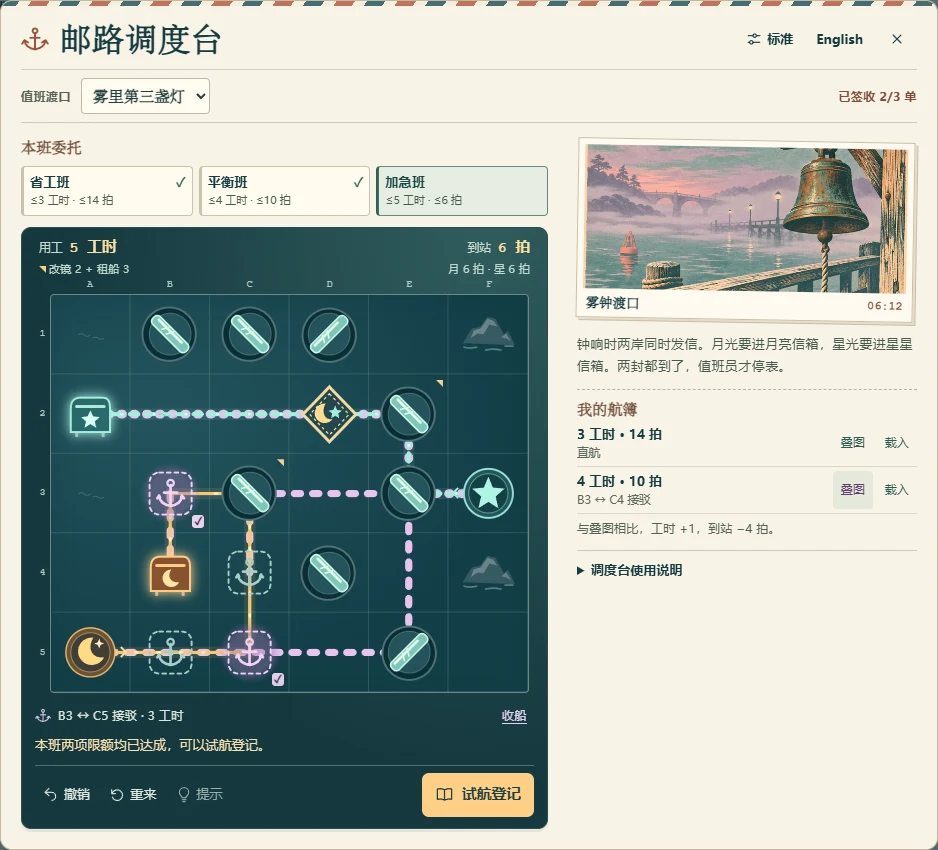 邮路调度台
标准
English
值班渡口
雾里第三盏灯
已签收 2/3 单
本班委托
省工班
≤3 工时 · ≤14 拍
平衡班
≤4 工时 · ≤10 拍
加急班
≤5 工时 · ≤6 拍
用工 5 工时
到站 6 拍
改镜 2 + 租船 3
月 6 拍 · 星 6 拍
A B C D E F
1
2
3
4
5
B3 ↔ C5 接驳 · 3 工时
收船
本班两项限额均已达成，可以试航登记。
撤销
重来
提示
试航登记
雾钟渡口
06:12
钟响时两岸同时发信。月光要进月亮信箱，星光要进星星
信箱。两封都到了，值班员才停表。
我的航簿
3 工时 • 14 拍
直航
叠图
载入
4 工时 • 10 拍
B3 ↔ C4 接驳
叠图
载入
与叠图相比，工时 +1，到站 −4 拍。
调度台使用说明